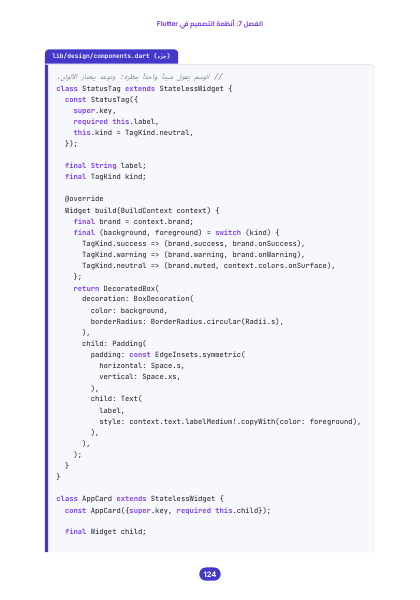 الفصل 7: أنظمة التصميم في Flutter
lib/design/components.dart (جزء)
// الوسم يقول شيئاً واحداً بنظرة؛ ونوعه يختار الألوان.
class StatusTag extends StatelessWidget {
  const StatusTag({
    super.key,
    required this.label,
    this.kind = TagKind.neutral,
  });

  final String label;
  final TagKind kind;

  @override
  Widget build(BuildContext context) {
    final brand = context.brand;
    final (background, foreground) = switch (kind) {
      TagKind.success => (brand.success, brand.onSuccess),
      TagKind.warning => (brand.warning, brand.onWarning),
      TagKind.neutral => (brand.muted, context.colors.onSurface),
    };
    return DecoratedBox(
      decoration: BoxDecoration(
        color: background,
        borderRadius: BorderRadius.circular(Radii.s),
      ),
      child: Padding(
        padding: const EdgeInsets.symmetric(
          horizontal: Space.s,
          vertical: Space.xs,
        ),
        child: Text(
          label,
          style: context.text.labelMedium!.copyWith(color: foreground),
        ),
      ),
    );
  }
}

class AppCard extends StatelessWidget {
  const AppCard({super.key, required this.child});

  final Widget child;
124